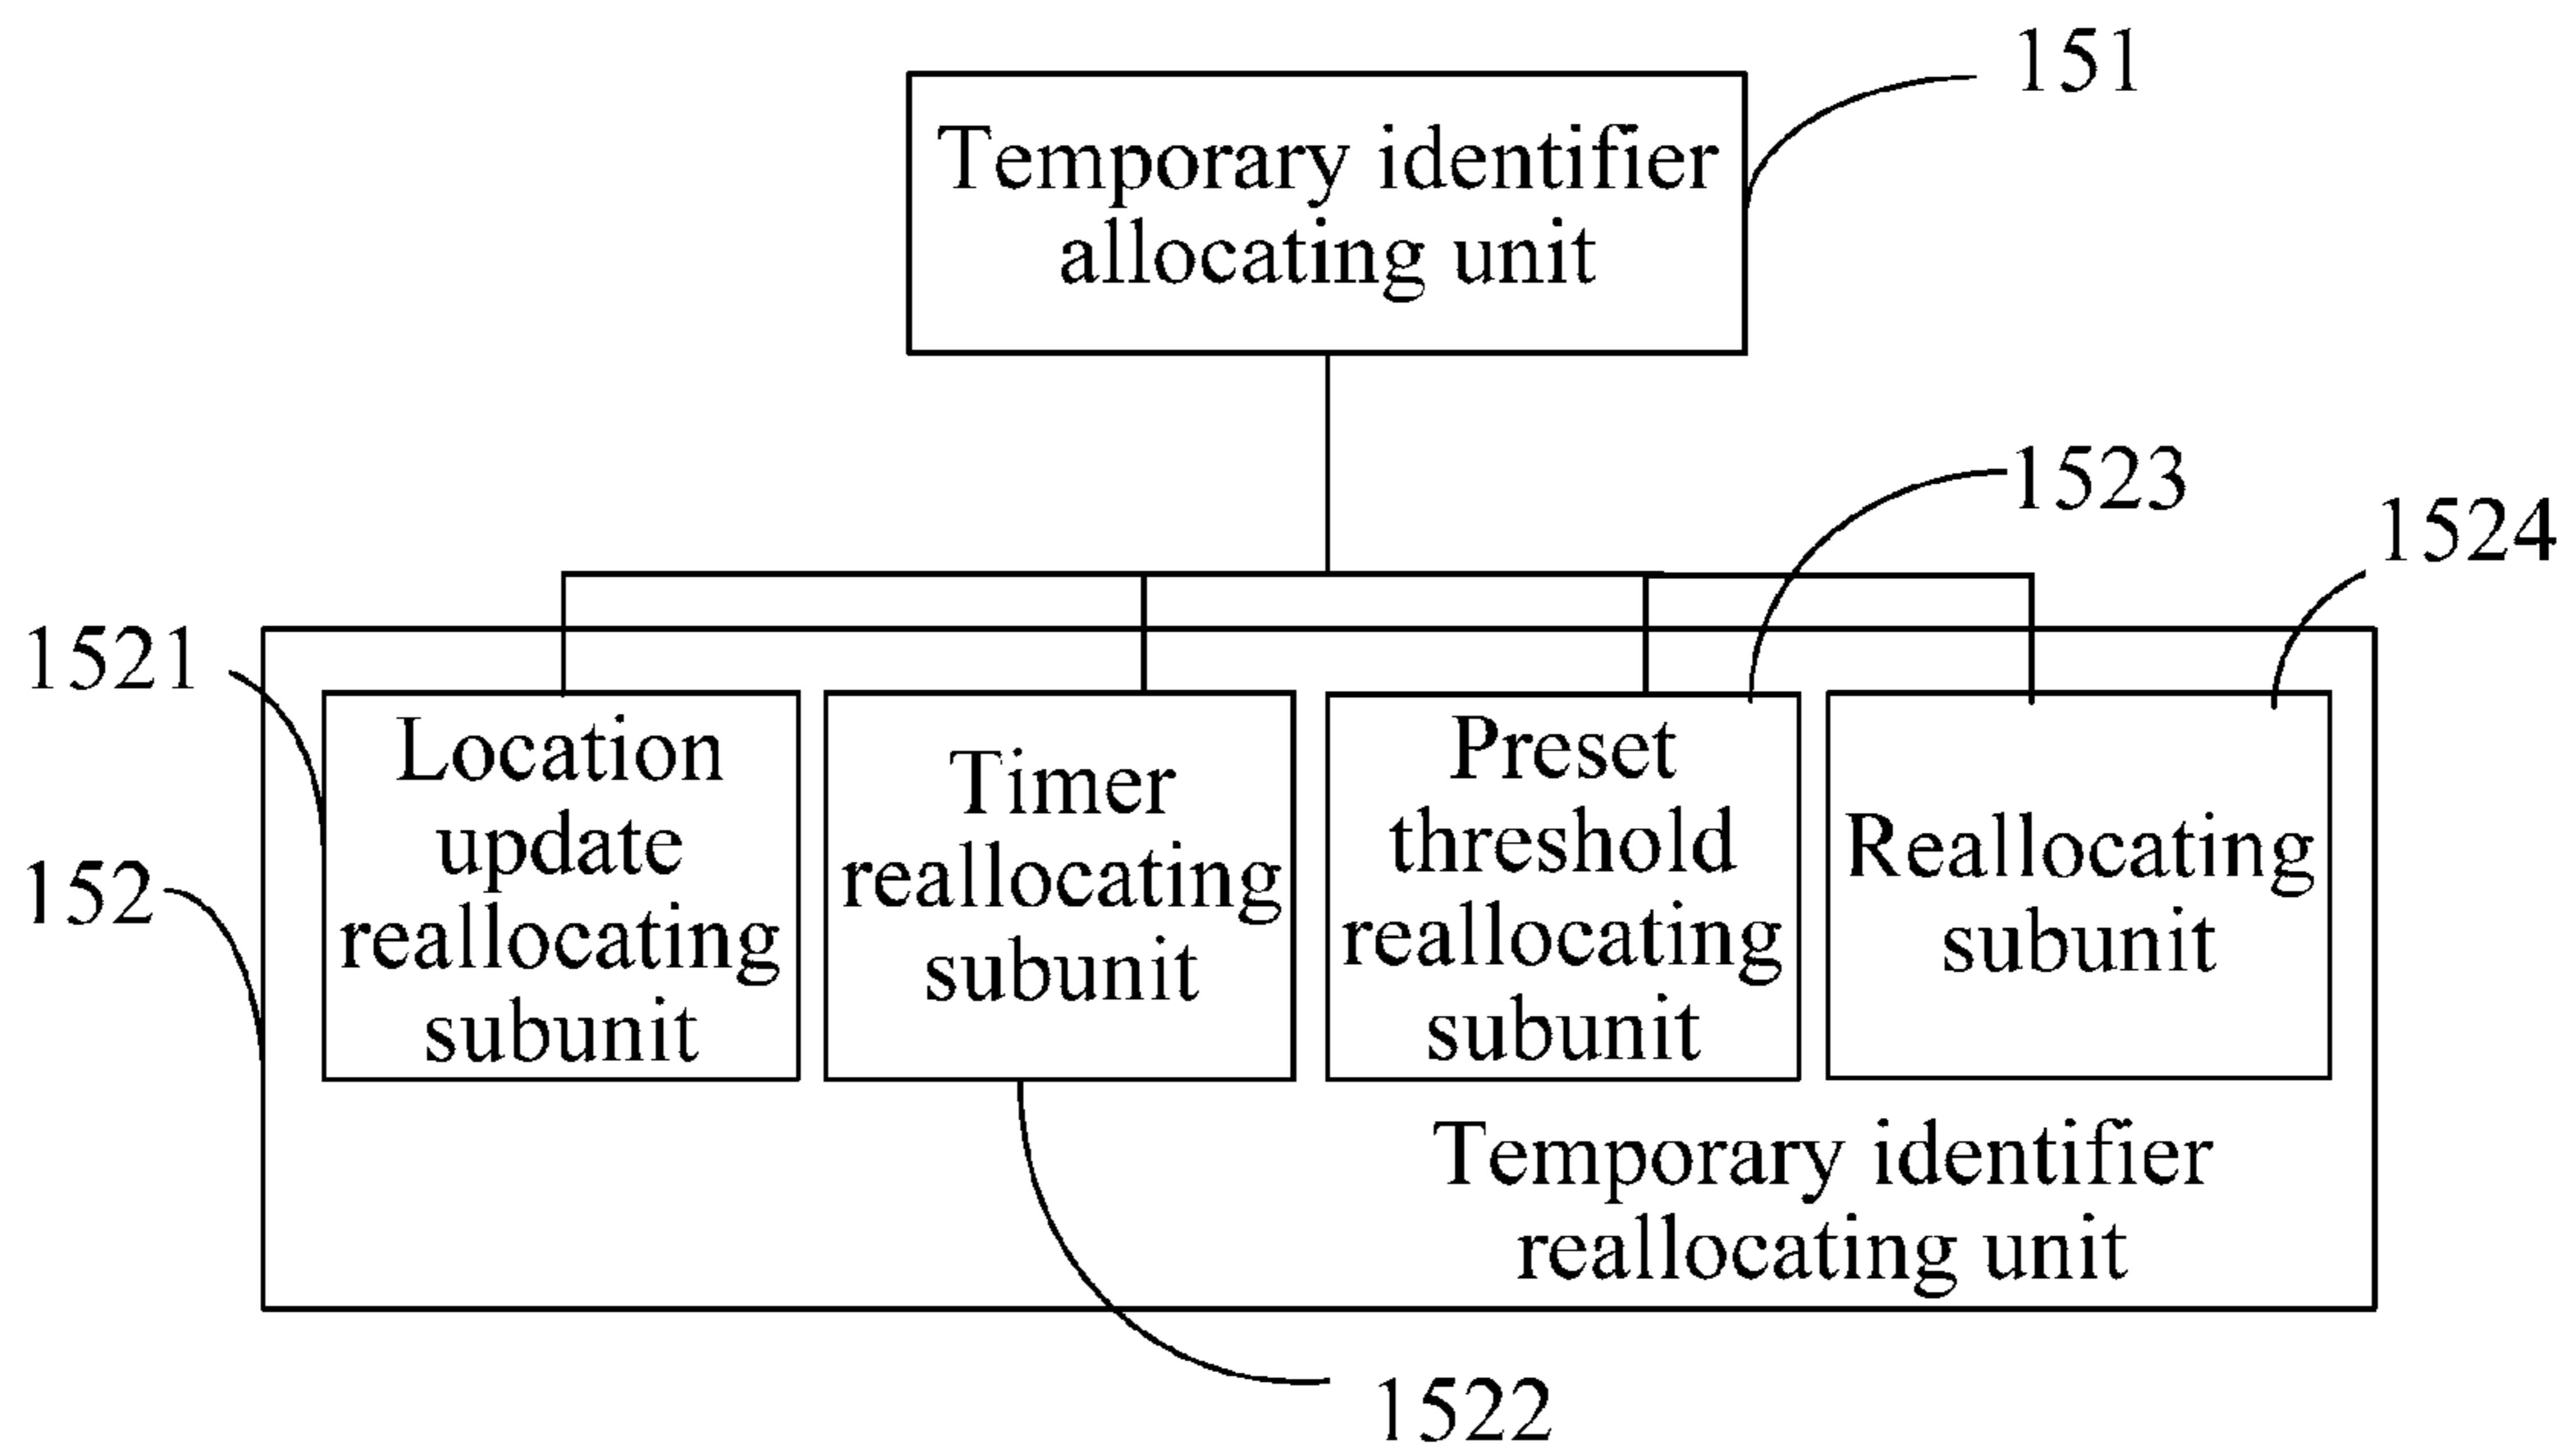 151
Temporary identifier
allocating unit
1523
1524
1521
152
Location
update
reallocating
subunit
Timer
reallocating
subunit
Preset
threshold
reallocating
subunit
Reallocating
subunit
Temporary identifier
reallocating unit
1522